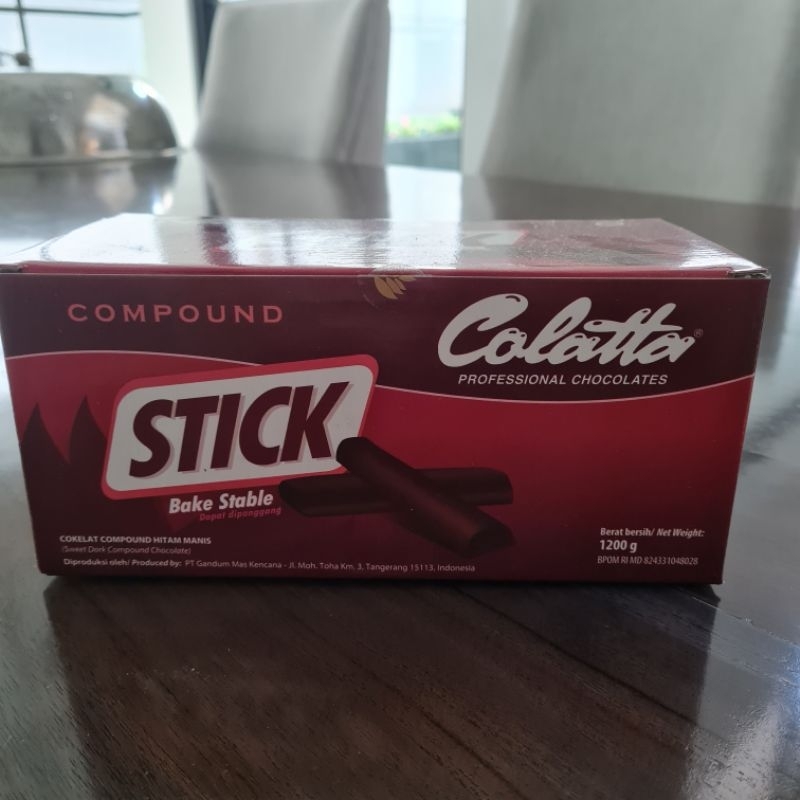 COMPOUND
Colatta®
PROFESSIONAL CHOCOLATES
STICK
Bake Stable
Dapat dipanggang
COKELAT COMPOUND HITAM MANIS
(Sweet Dark Compound Chocolate)
Diproduksi oleh/ Produced by: PT Gandum Mas Kencana - Jl. Moh. Toha Km. 3, Tangerang 15113, Indonesia
Berat bersih/ Net Weight:
1200 g
BPOM RI MD 824331048028